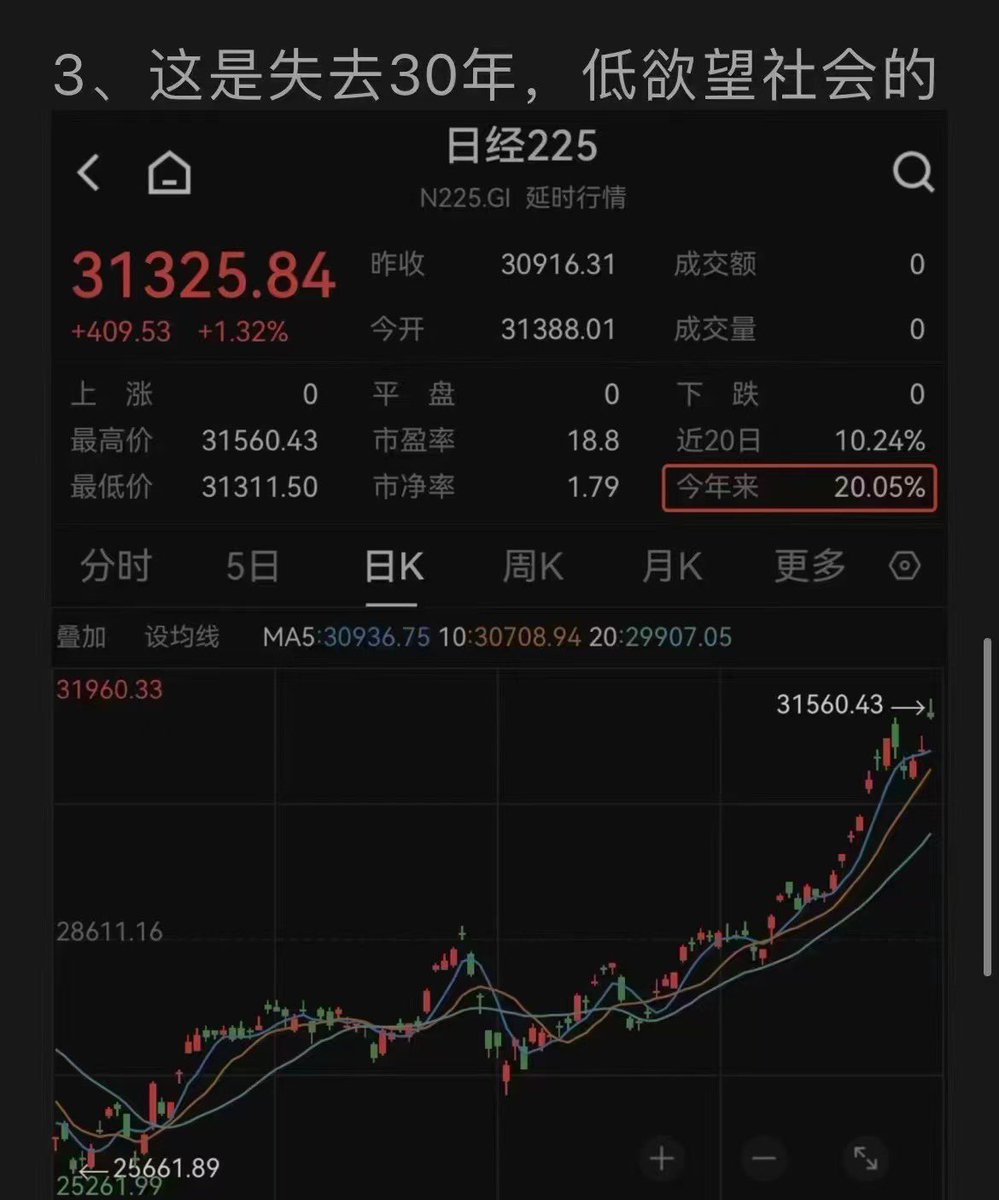 3、这是失去30年，低欲望社会的
日经225
N225.GI 延时行情
31325.84 昨收 30916.31 成交额 0
+409.53 +1.32% 今开 31388.01 成交量 0
上涨 0 平盘 0 下跌 0
最高价 31560.43 市盈率 18.8 近20日 10.24%
最低价 31311.50 市净率 1.79 今年来 20.05%
分时 5日 日K 周K 月K 更多
叠加 设均线 MA5:30936.75 10:30708.94 20:29907.05
31960.33
31560.43
28611.16
25661.89
25261.99